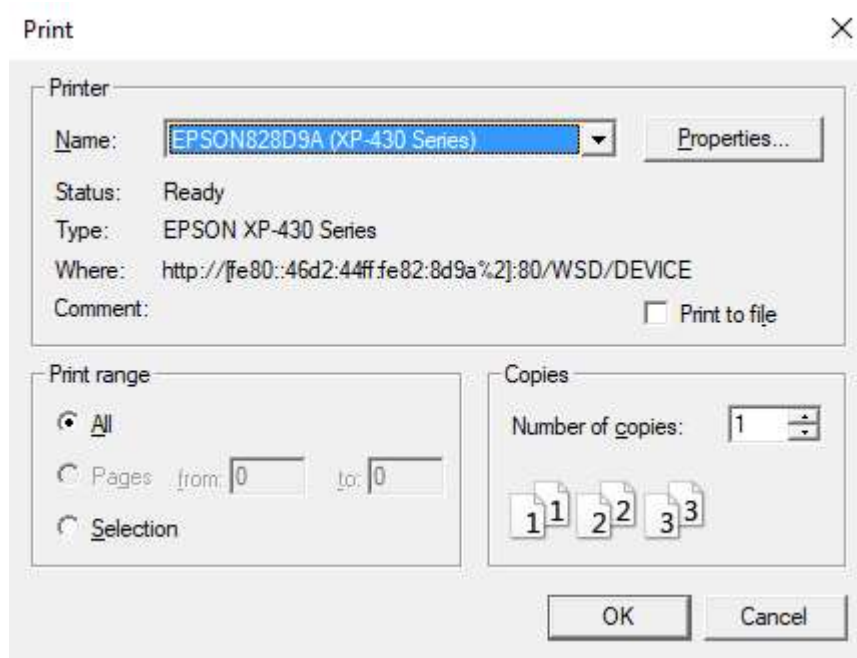 Print
Printer
Name: EPSON828D9A (XP-430 Series) Properties...
Status: Ready
Type: EPSON XP-430 Series
Where: http://[fe80::46d2:44ff:fe82:8d9a%2]:80/WSD/DEVICE
Comment: Print to file
Print range
All
Pages from: 0 to: 0
Selection
Copies
Number of copies: 1
1 1 2 2 3 3
OK Cancel